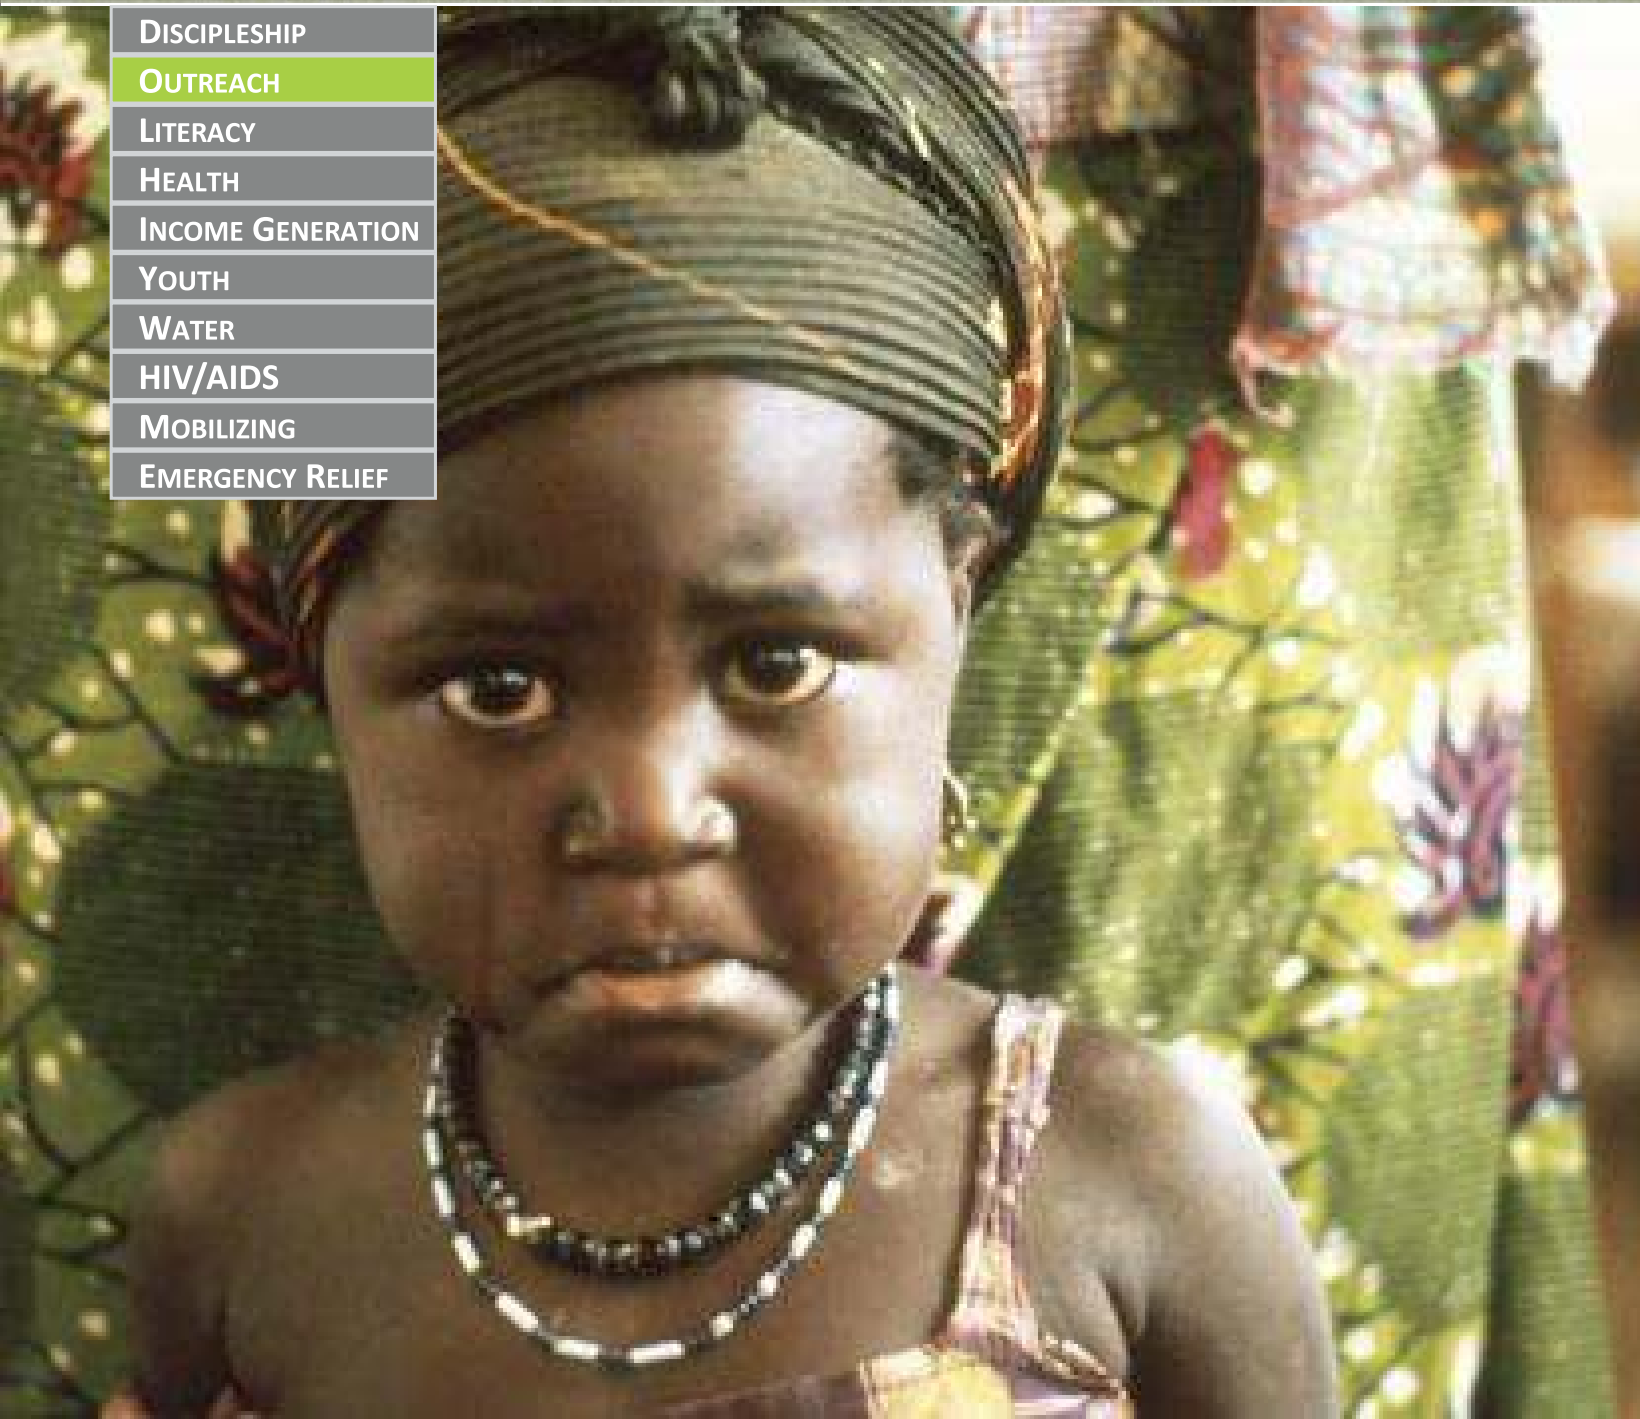 DISCIPLESHIP
OUTREACH
LITERACY
HEALTH
INCOME GENERATION
YOUTH
WATER
HIV/AIDS
MOBILIZING
EMERGENCY RELIEF